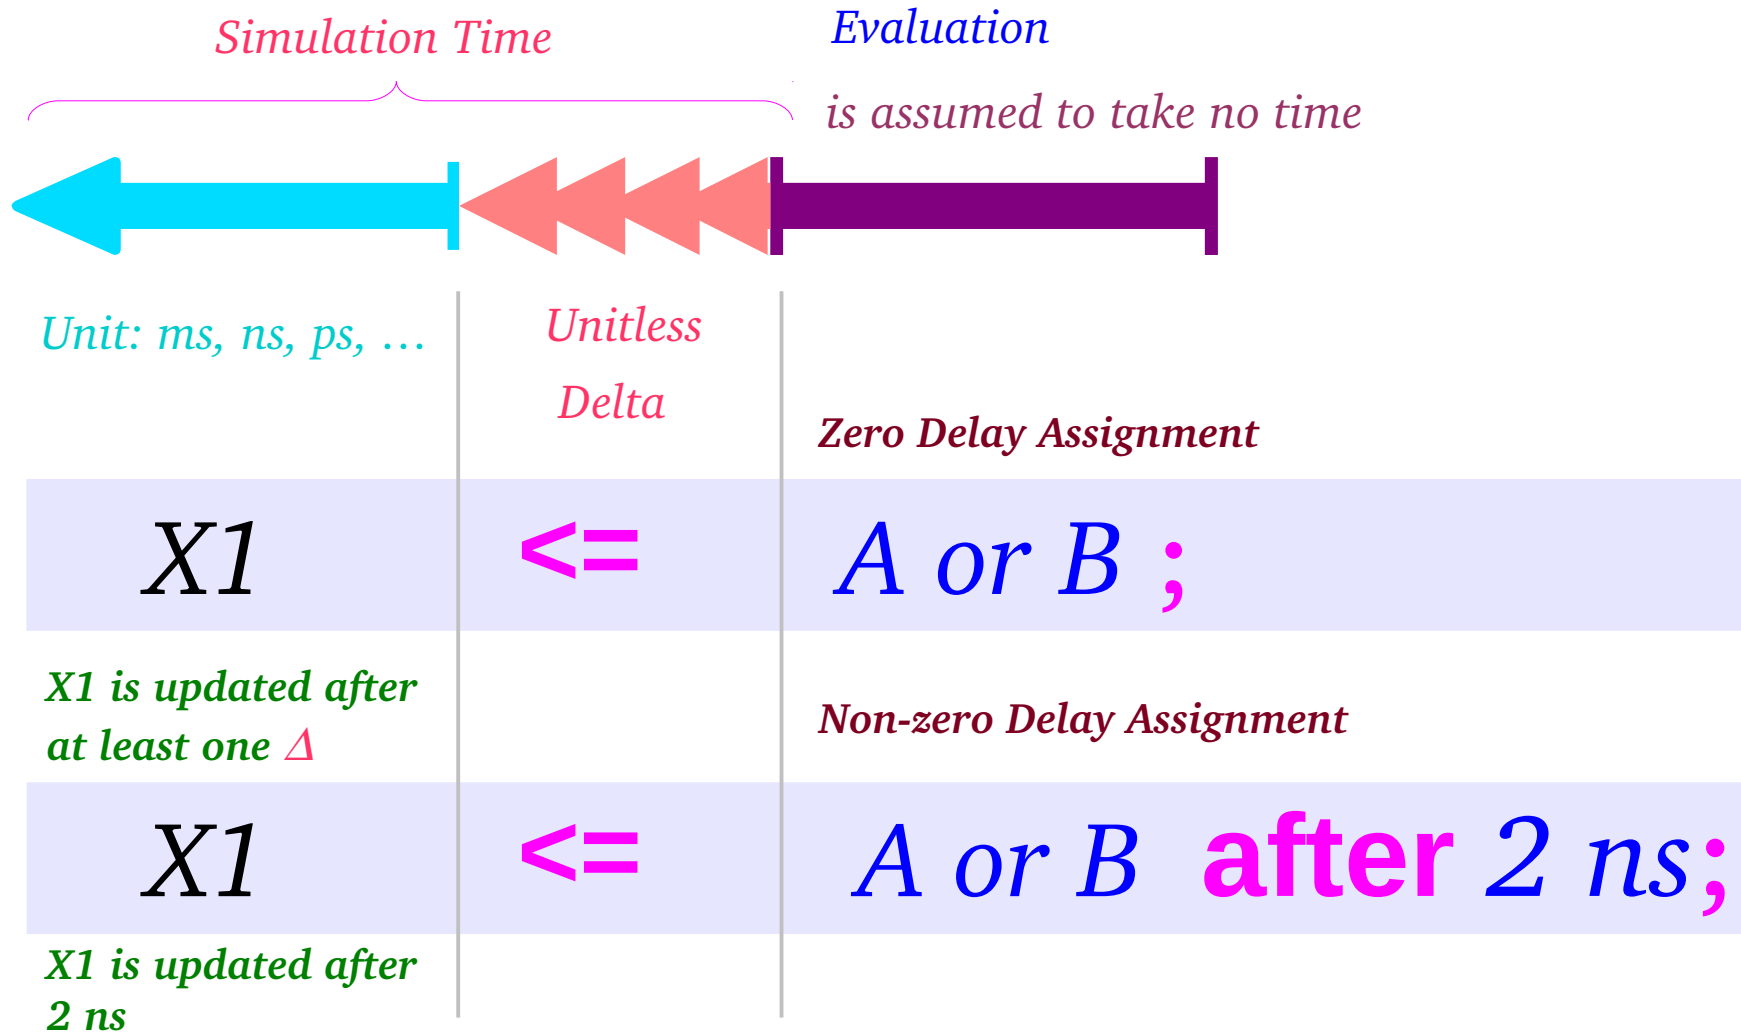 Simulation Time
Evaluation
is assumed to take no time
Unit: ms, ns, ps, …
Unitless
Delta
Zero Delay Assignment
X1 <= A or B ;
X1 is updated after
at least one Δ
Non-zero Delay Assignment
X1 <= A or B after 2 ns;
X1 is updated after
2 ns